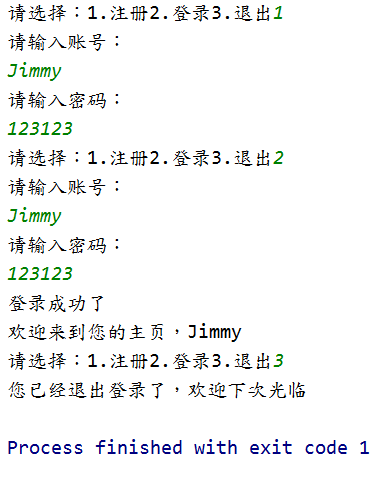 请选择：1.注册2.登录3.退出1
请输入账号：
Jimmy
请输入密码：
123123
请选择：1.注册2.登录3.退出2
请输入账号：
Jimmy
请输入密码：
123123
登录成功了
欢迎来到您的主页，Jimmy
请选择：1.注册2.登录3.退出3
您已经退出登录了，欢迎下次光临
Process finished with exit code 1